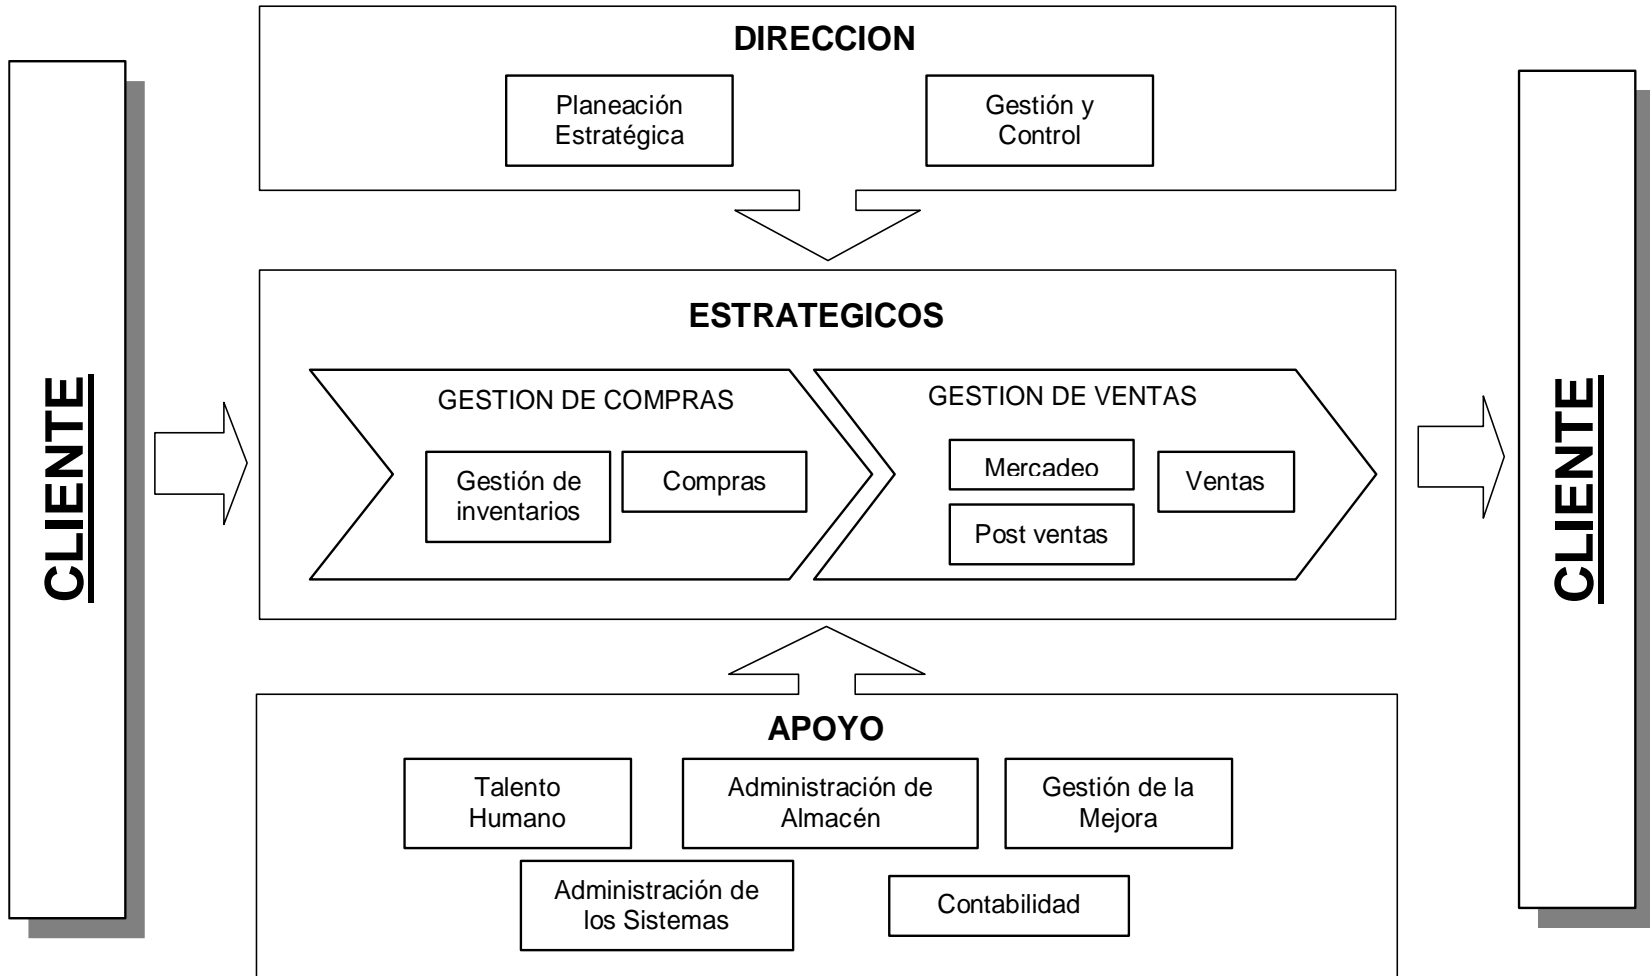 DIRECCION
Planeación
Estratégica
Gestión y
Control
CLIENTE
ESTRATEGICOS
GESTION DE COMPRAS
Gestión de
inventarios
Compras
GESTION DE VENTAS
Mercadeo
Post ventas
Ventas
CLIENTE
APOYO
Talento
Humano
Administración de
Almacén
Gestión de la
Mejora
Administración de
los Sistemas
Contabilidad